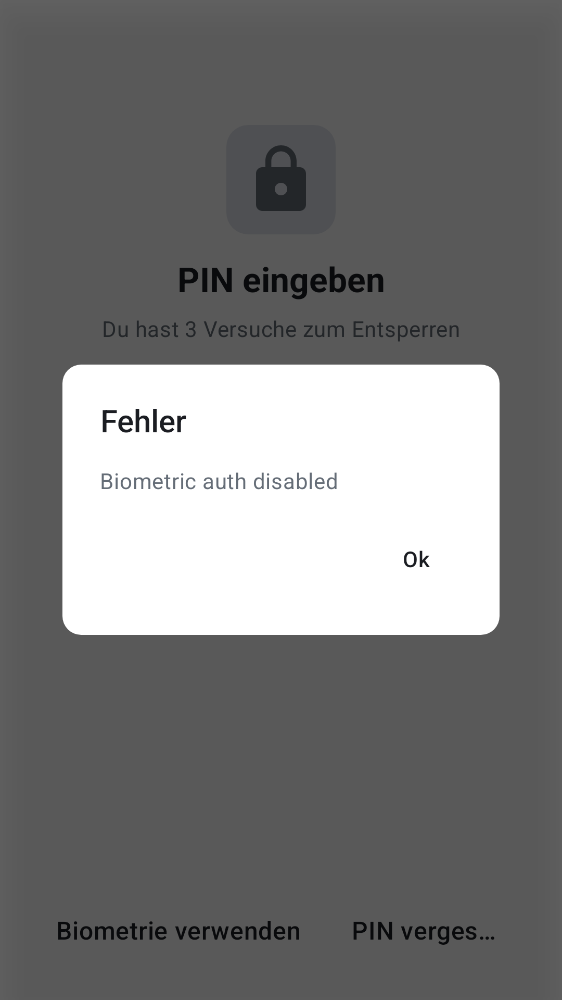 PIN eingeben
Du hast 3 Versuche zum Entsperren
Fehler
Biometric auth disabled
Ok
Biometrie verwenden
PIN verges...